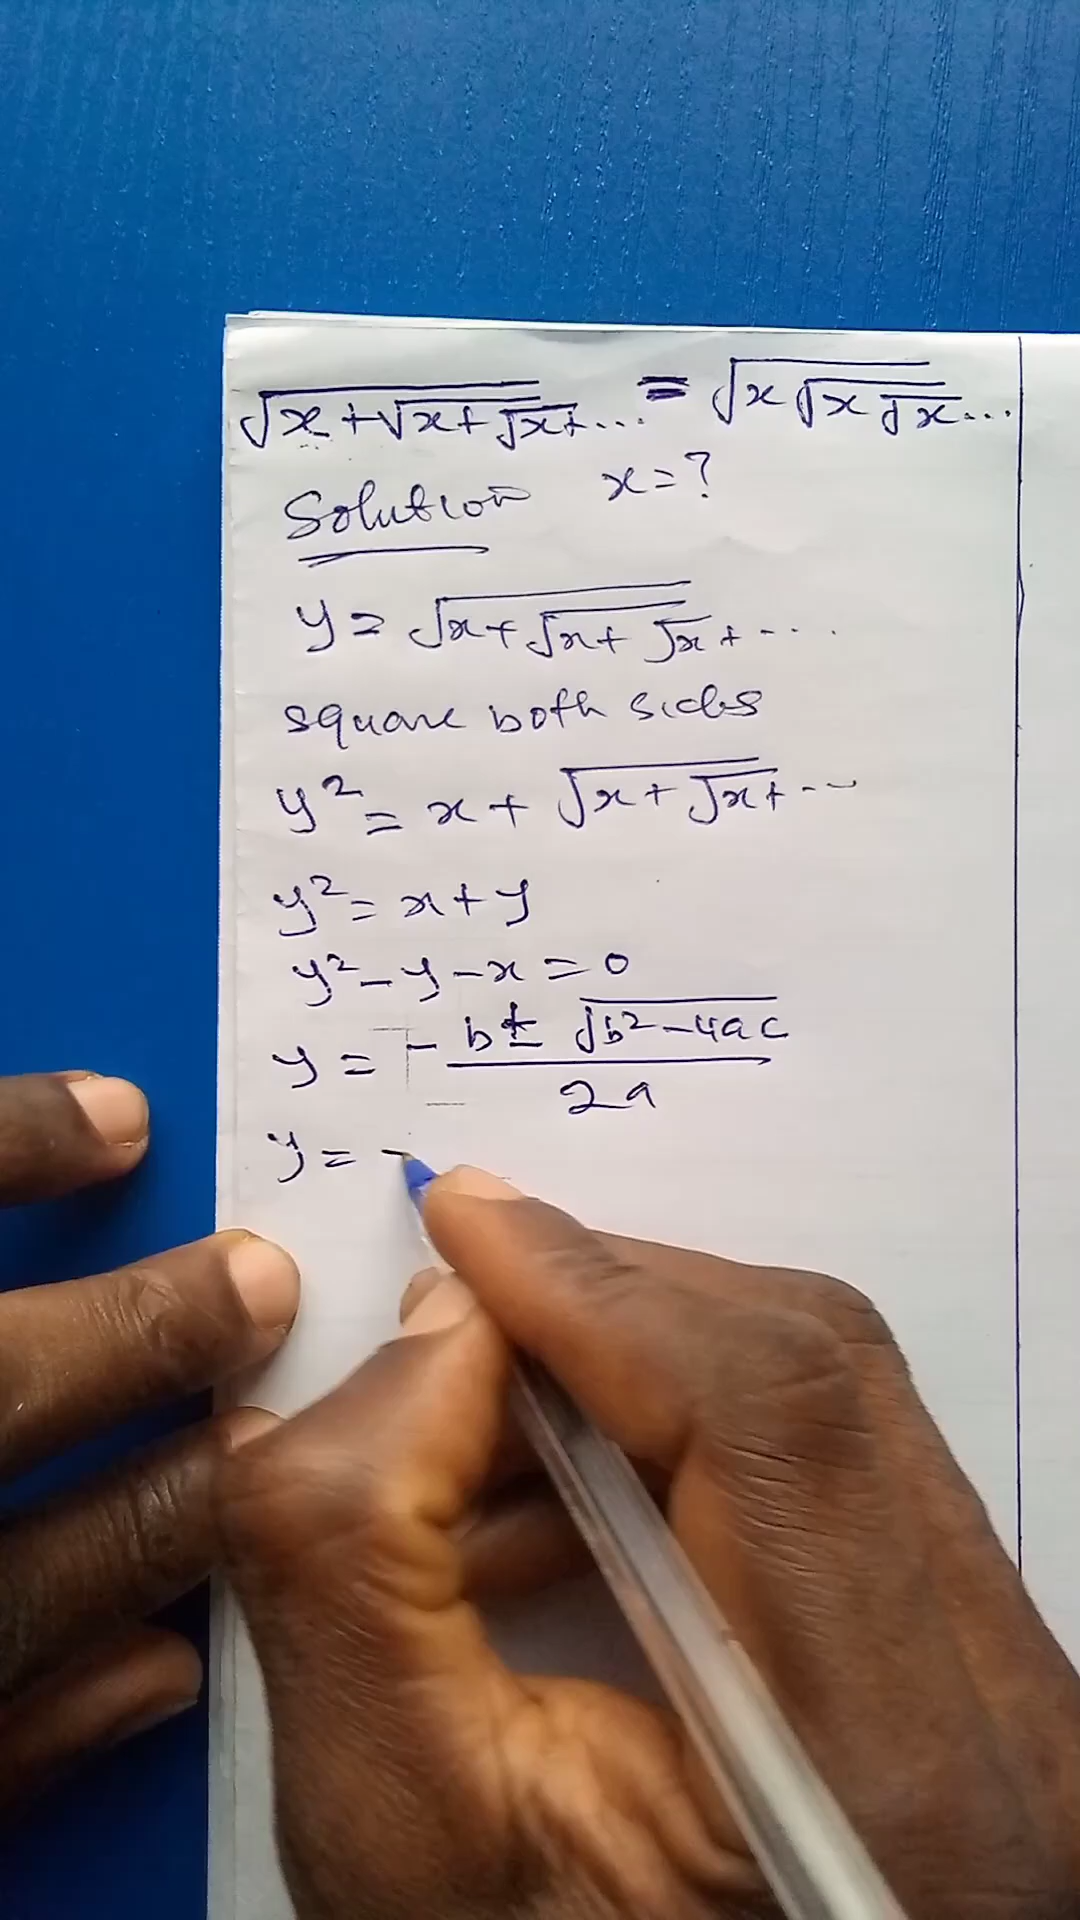 √(x+√(x+√x+... = √(x√(x√x...
Solution x=?
y = √(x+√(x+√x+....
square both sides
y² = x + √(x+√x+...
y² = x + y
y² - y - x = 0
y = -b ± √(b²-4ac) / 2a
y = -